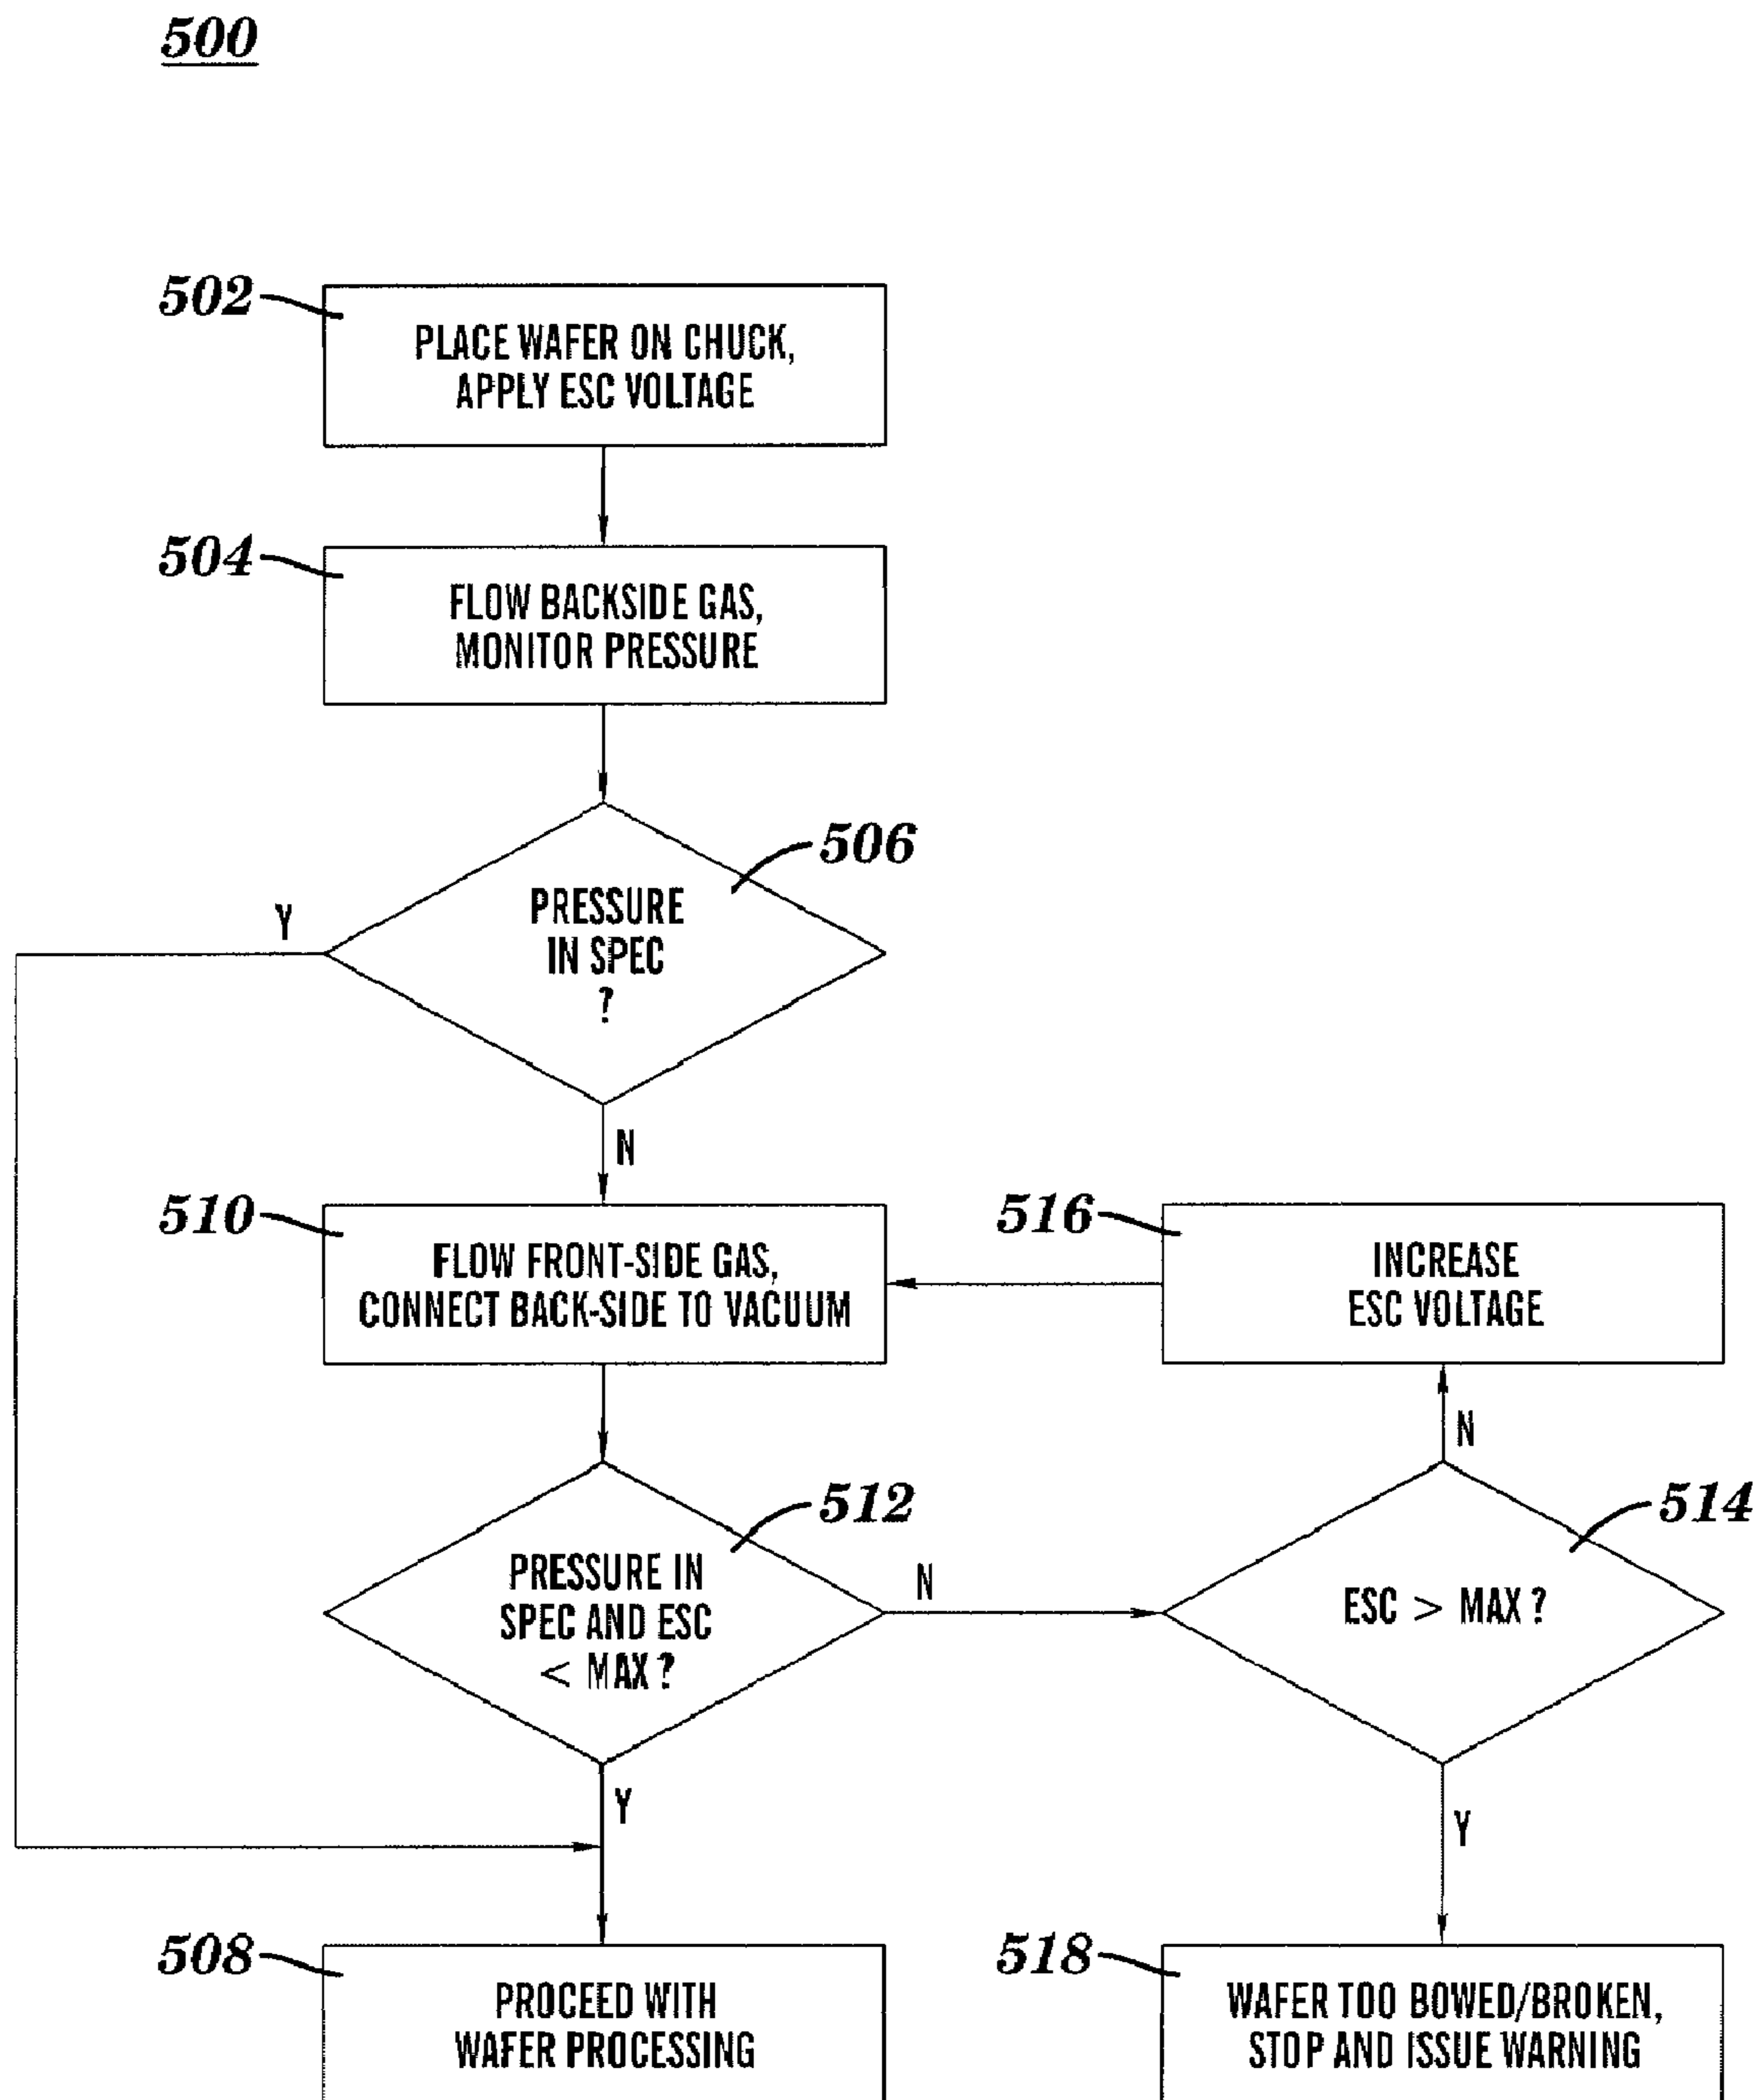 500
502
PLACE WAFER ON CHUCK,
APPLY ESC VOLTAGE
504
FLOW BACKSIDE GAS,
MONITOR PRESSURE
506
PRESSURE
IN SPEC
?
Y
N
510
FLOW FRONT-SIDE GAS,
CONNECT BACK-SIDE TO VACUUM
516
INCREASE
ESC VOLTAGE
N
512
PRESSURE IN
SPEC AND ESC
< MAX?
N
514
ESC > MAX?
Y
Y
508
PROCEED WITH
WAFER PROCESSING
518
WAFER TOO BOWED/BROKEN,
STOP AND ISSUE WARNING